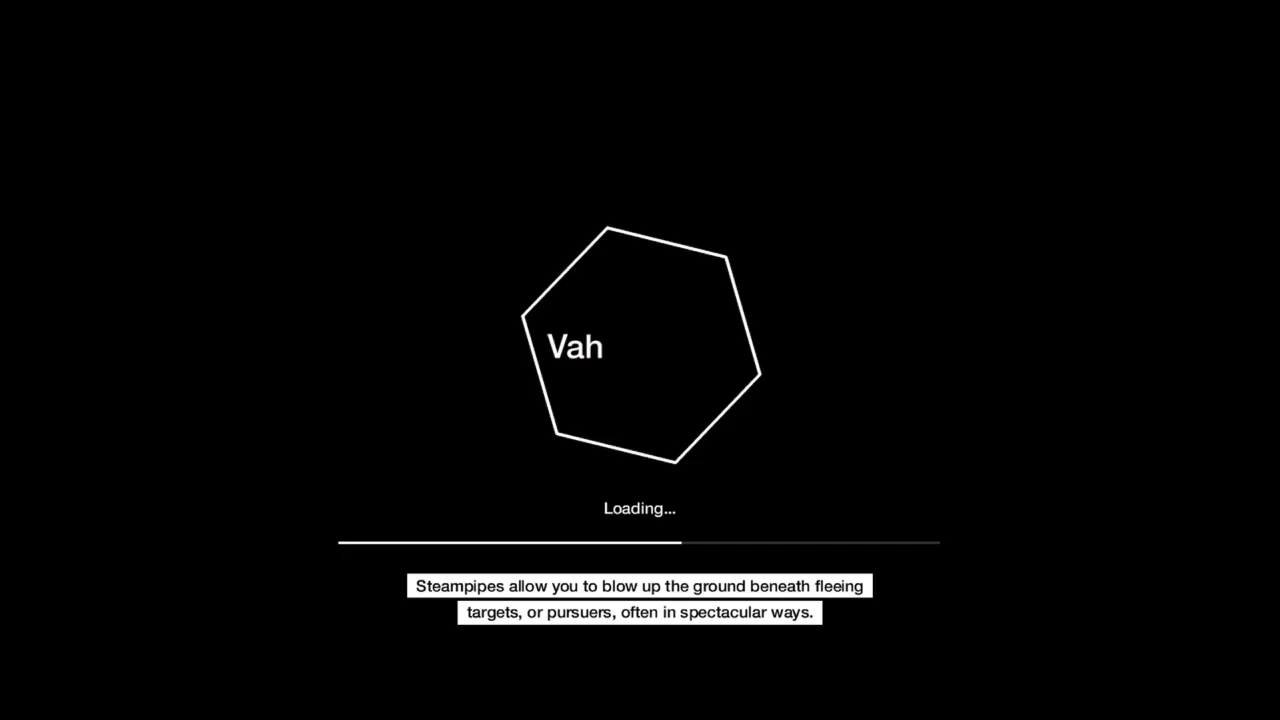 Vah
Loading...
Steampipes allow you to blow up the ground beneath fleeing
targets, or pursuers, often in spectacular ways.